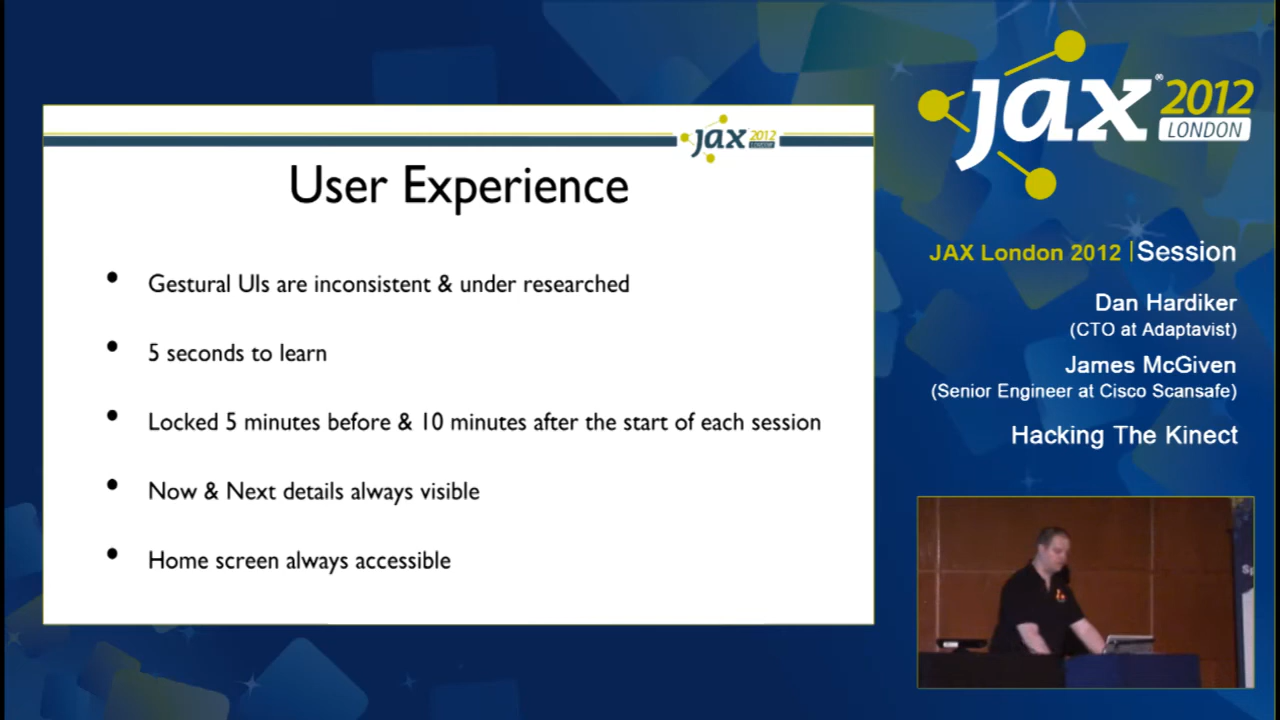 jax 2012
LONDON
User Experience
• Gestural UIs are inconsistent & under researched
• 5 seconds to learn
• Locked 5 minutes before & 10 minutes after the start of each session
• Now & Next details always visible
• Home screen always accessible
jax® 2012
LONDON
JAX London 2012 | Session
Dan Hardiker
(CTO at Adaptavist)
James McGiven
(Senior Engineer at Cisco Scansafe)
Hacking The Kinect